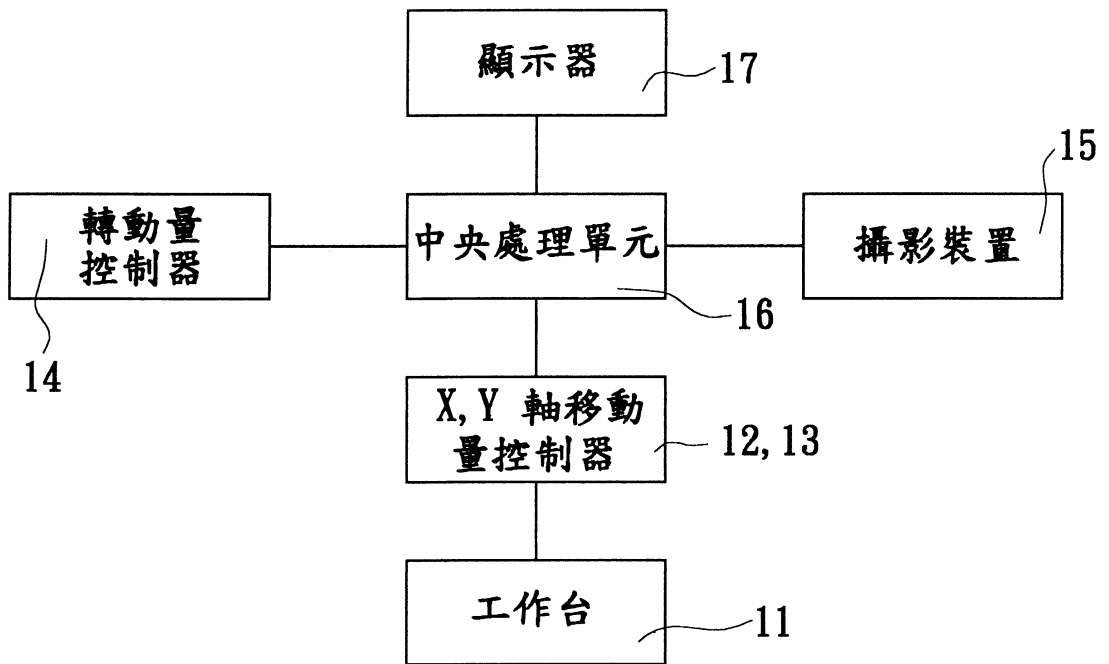 顯示器
17
15
轉動量
控制器
中央處理單元
攝影裝置
16
14
X,Y 軸移動
量控制器
12,13
工作台
11